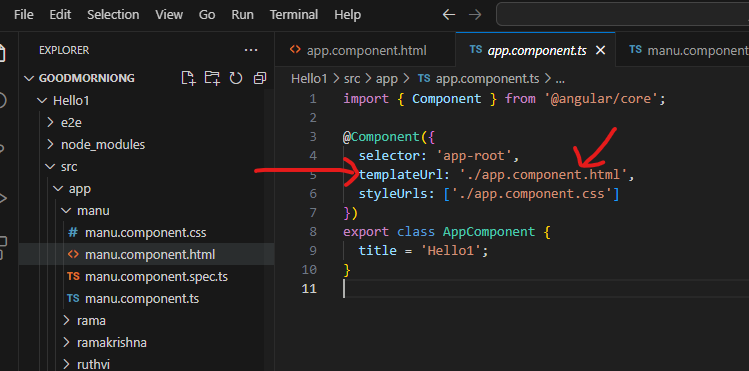 File Edit Selection View Go Run Terminal Help
EXPLORER
GOODMORNIONG
Hello1
e2e
node_modules
src
app
manu
# manu.component.css
<> manu.component.html
TS manu.component.spec.ts
TS manu.component.ts
rama
ramakrishna
ruthvi
<> app.component.html
TS app.component.ts
TS manu.component
Hello1 > src > app > TS app.component.ts > ...
1 import { Component } from '@angular/core';
2
3 @Component({
4 selector: 'app-root',
5 templateUrl: './app.component.html',
6 styleUrls: ['./app.component.css']
7 })
8 export class AppComponent {
9 title = 'Hello1';
10 }
11